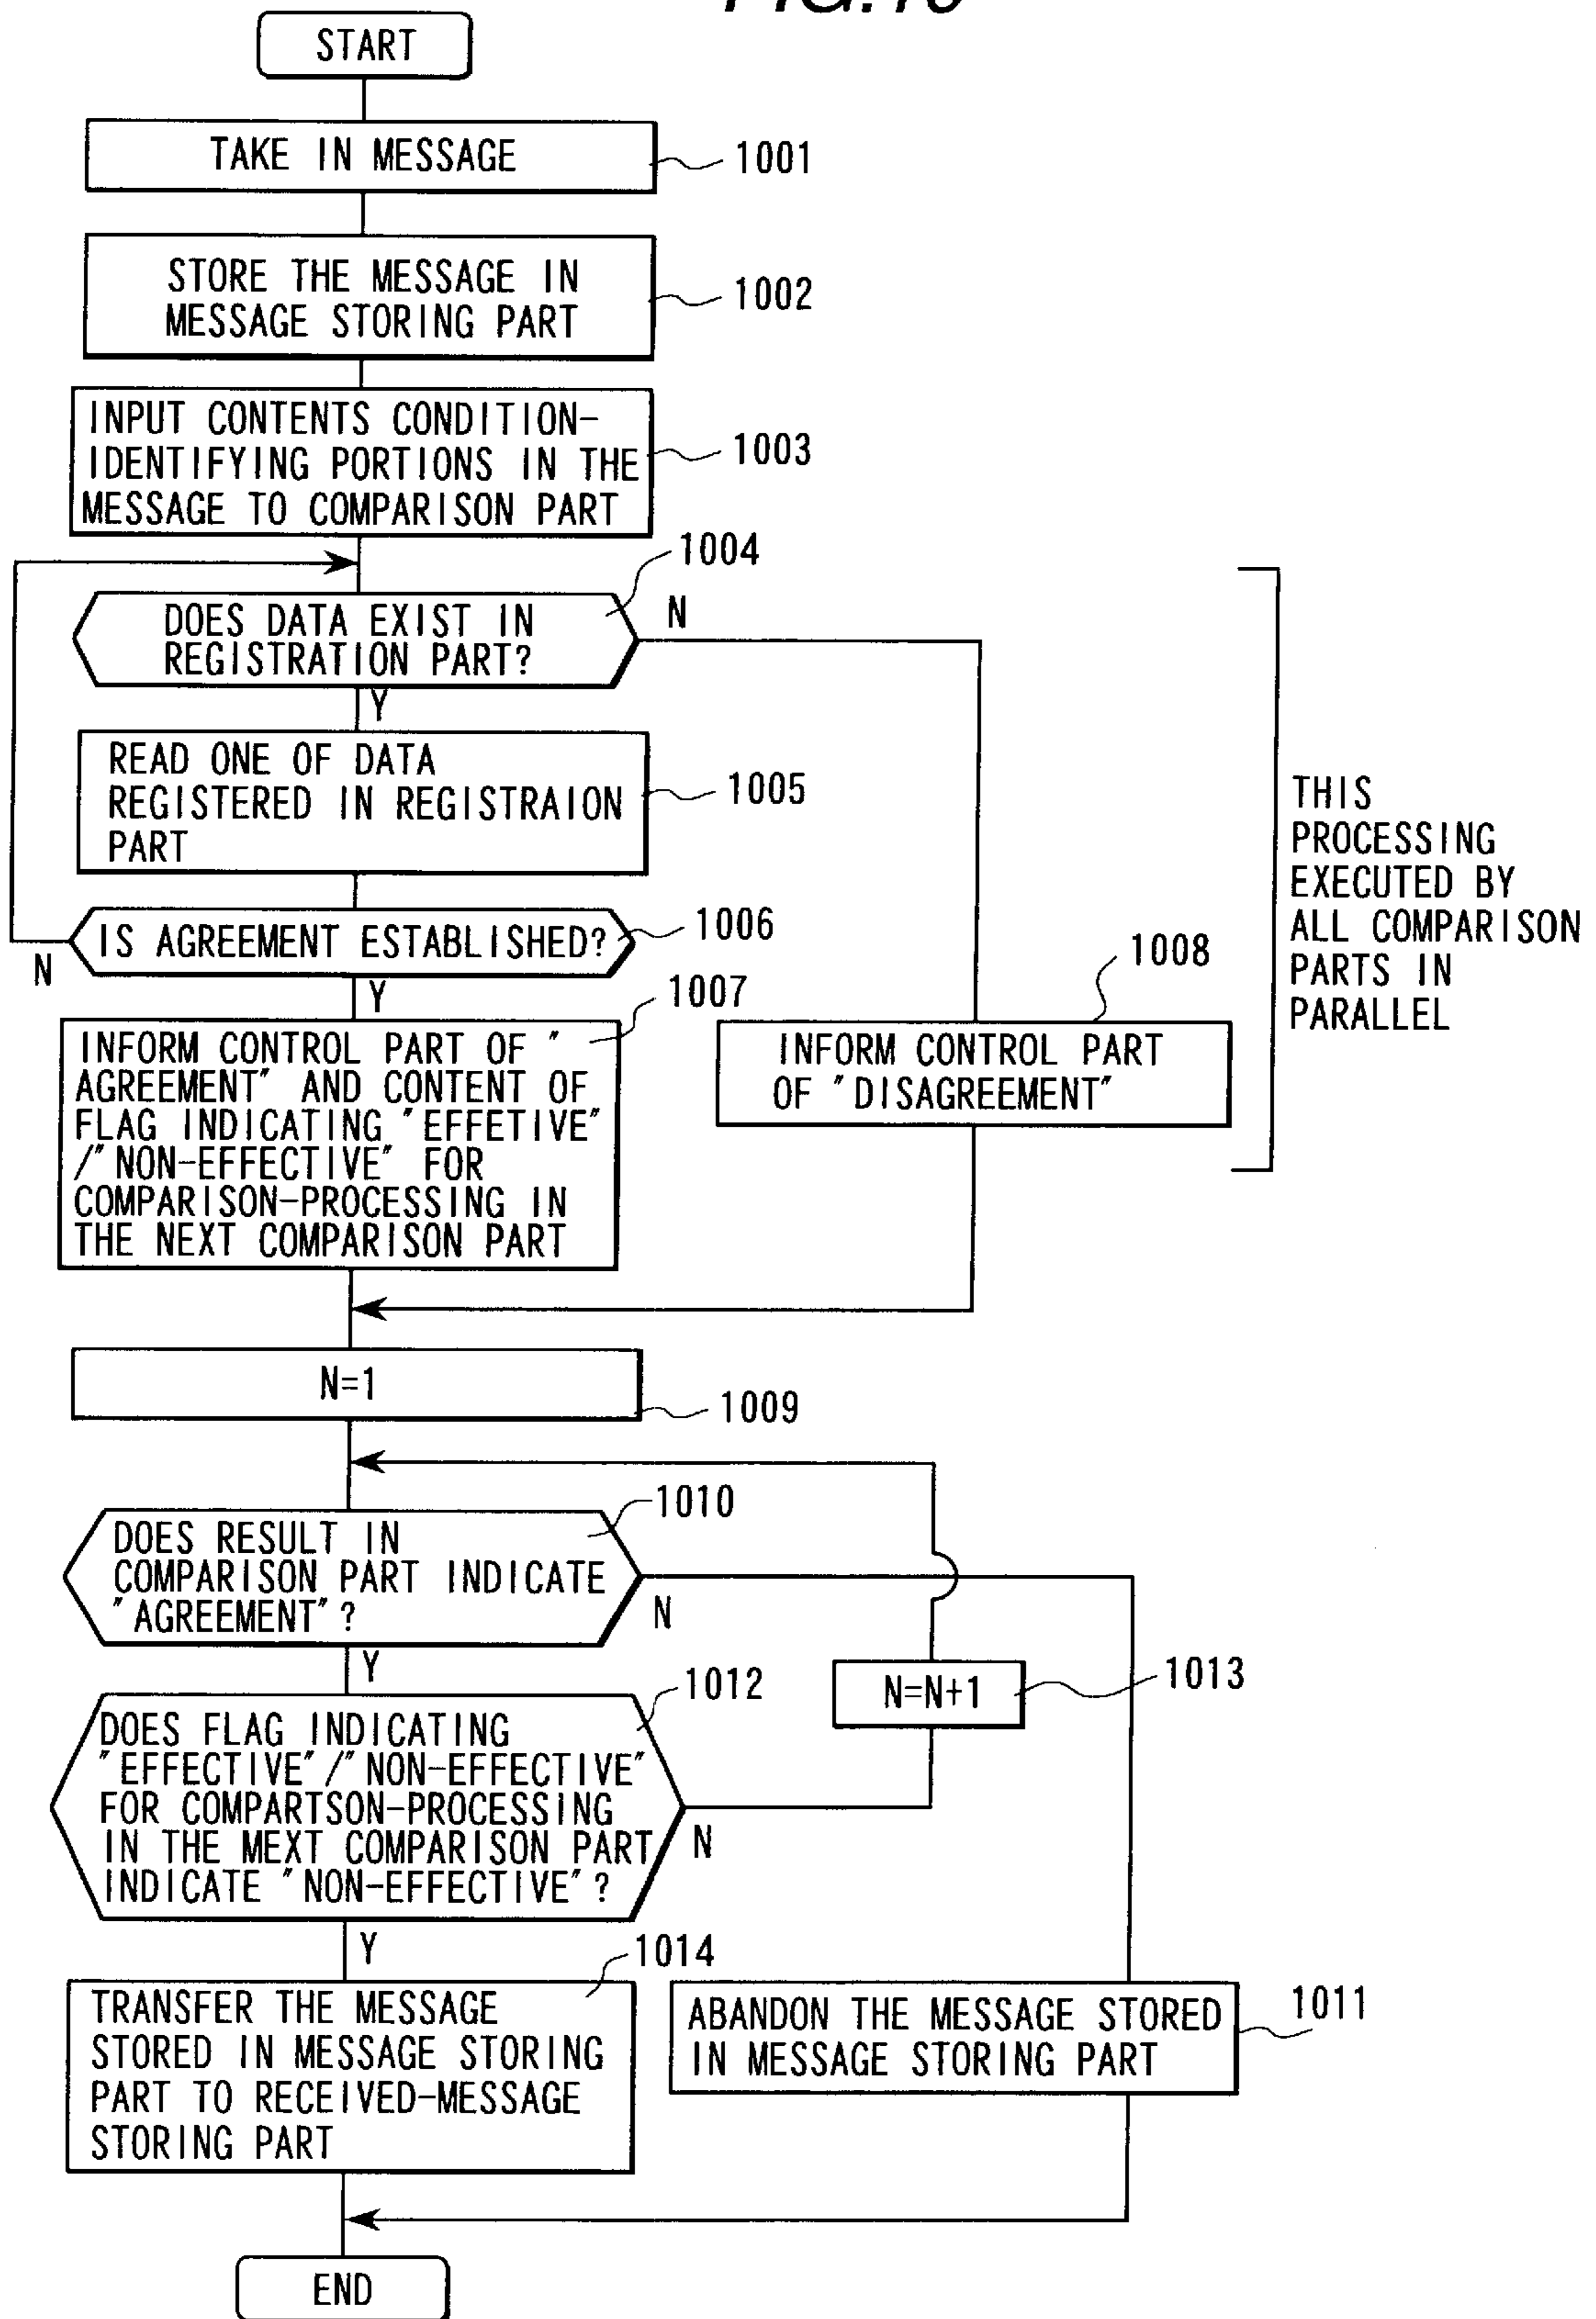 START
TAKE IN MESSAGE
1001
STORE THE MESSAGE IN
MESSAGE STORING PART
1002
INPUT CONTENTS CONDITION-
IDENTIFYING PORTIONS IN THE
MESSAGE TO COMPARISON PART
1003
1004
DOES DATA EXIST IN
REGISTRATION PART?
N
Y
READ ONE OF DATA
REGISTERED IN REGISTRAION
PART
1005
IS AGREEMENT ESTABLISHED?
1006
N
Y
1007
INFORM CONTROL PART OF "
AGREEMENT" AND CONTENT OF
FLAG INDICATING "EFFETIVE"
/"NON-EFFECTIVE" FOR
COMPARISON-PROCESSING IN
THE NEXT COMPARISON PART
1008
INFORM CONTROL PART
OF "DISAGREEMENT"
THIS
PROCESSING
EXECUTED BY
ALL COMPARISON
PARTS IN
PARALLEL
N=1
1009
1010
DOES RESULT IN
COMPARISON PART INDICATE
"AGREEMENT"?
N
Y
1012
DOES FLAG INDICATING
"EFFECTIVE"/"NON-EFFECTIVE"
FOR COMPARTSON-PROCESSING
IN THE MEXT COMPARISON PART
INDICATE "NON-EFFECTIVE"?
N
N=N+1
1013
Y
1014
TRANSFER THE MESSAGE
STORED IN MESSAGE STORING
PART TO RECEIVED-MESSAGE
STORING PART
ABANDON THE MESSAGE STORED
IN MESSAGE STORING PART
1011
END